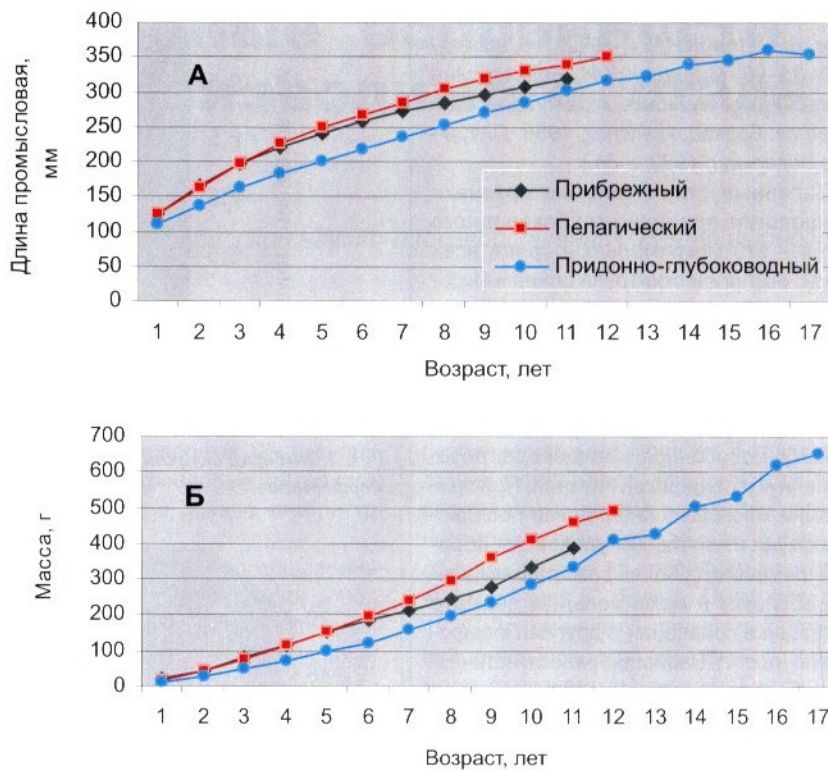 400
350
300
250
200
150
100
50
0
Длина промысловая,
мм
А
Прибрежный
Пелагический
Придонно-глубоководный
1 2 3 4 5 6 7 8 9 10 11 12 13 14 15 16 17
Возраст, лет
700
600
500
400
300
200
100
0
Масса, г
Б
1 2 3 4 5 6 7 8 9 10 11 12 13 14 15 16 17
Возраст, лет